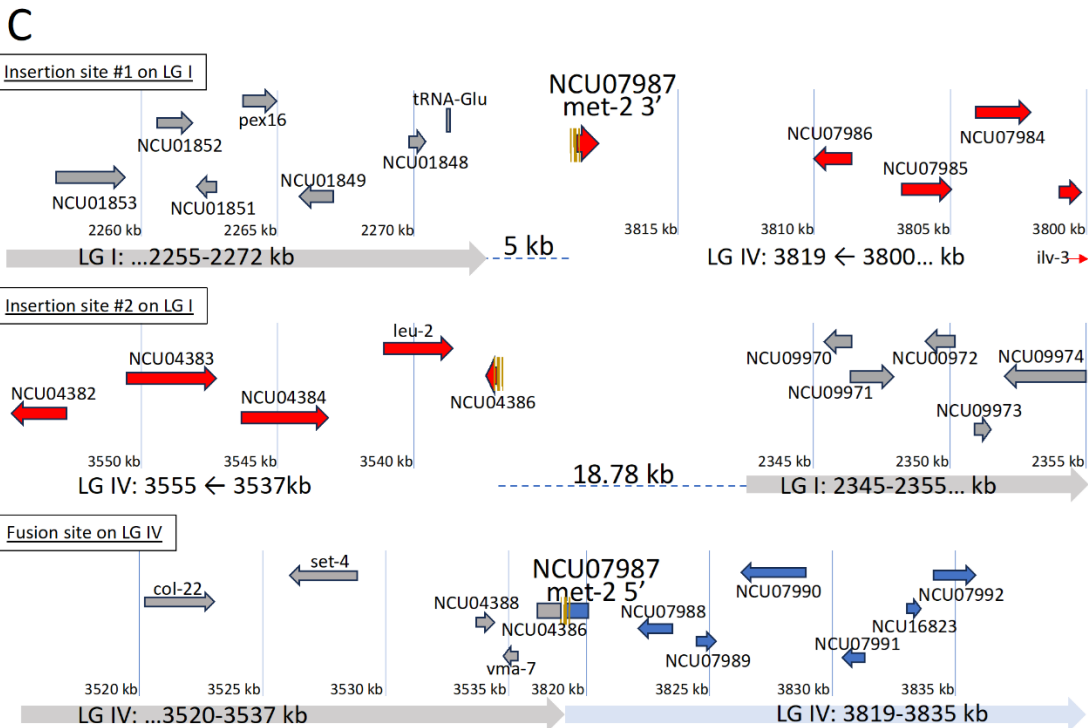 C
Insertion site #1 on LG I
NCU07987
met-2 3’
tRNA-Glu
pex16
NCU07984
NCU01852
NCU07986
NCU01848
NCU07985
NCU01849
NCU01853
NCU01851
2260 kb
2265 kb
2270 kb
3815 kb
3810 kb
3805 kb
3800 kb
5 kb
LG I: ...2255-2272 kb
LG IV: 3819 ← 3800... kb
ilv-3
Insertion site #2 on LG I
leu-2
NCU04383
NCU09970
NCU00972
NCU09974
NCU04382
NCU04384
NCU04386
NCU09971
NCU09973
3550 kb
3545 kb
3540 kb
2345 kb
2350 kb
2355 kb
LG IV: 3555 ← 3537kb
18.78 kb
LG I: 2345-2355... kb
Fusion site on LG IV
set-4
NCU07987
met-2 5’
col-22
NCU07990
NCU07992
NCU04388
NCU04386
NCU07988
NCU16823
NCU07989
NCU07991
vma-7
3520 kb
3525 kb
3530 kb
3535 kb
3820 kb
3825 kb
3830 kb
3835 kb
LG IV: ...3520-3537 kb
LG IV: 3819-3835 kb